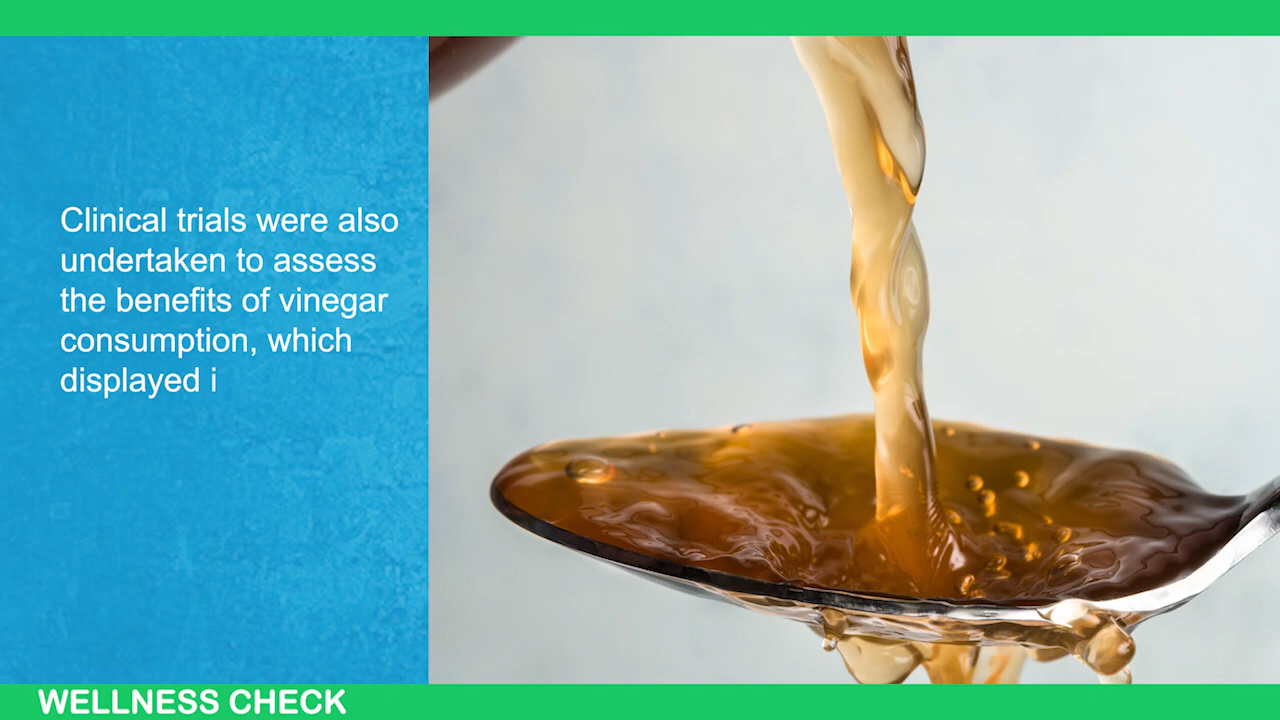 Clinical trials were also
undertaken to assess
the benefits of vinegar
consumption, which
displayed i
WELLNESS CHECK